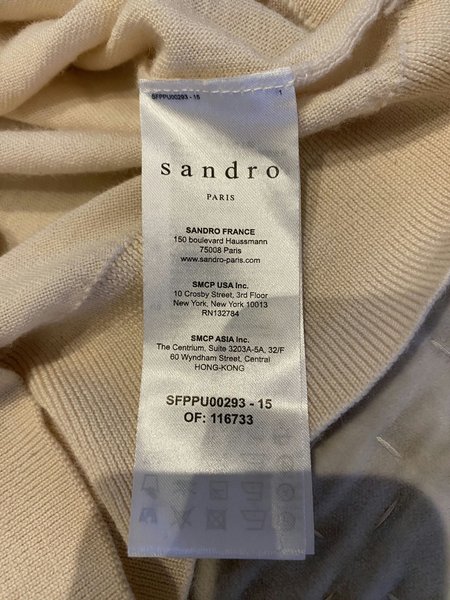 SFPPU00293 - 15 1
sandro
PARIS
SANDRO FRANCE
150 boulevard Haussmann
75008 Paris
www.sandro-paris.com
SMCP USA Inc.
10 Crosby Street, 3rd Floor
New York, New York 10013
RN132784
SMCP ASIA Inc.
The Centrium, Suite 3203A-5A, 32/F
60 Wyndham Street, Central
HONG-KONG
SFPPU00293 - 15
OF: 116733